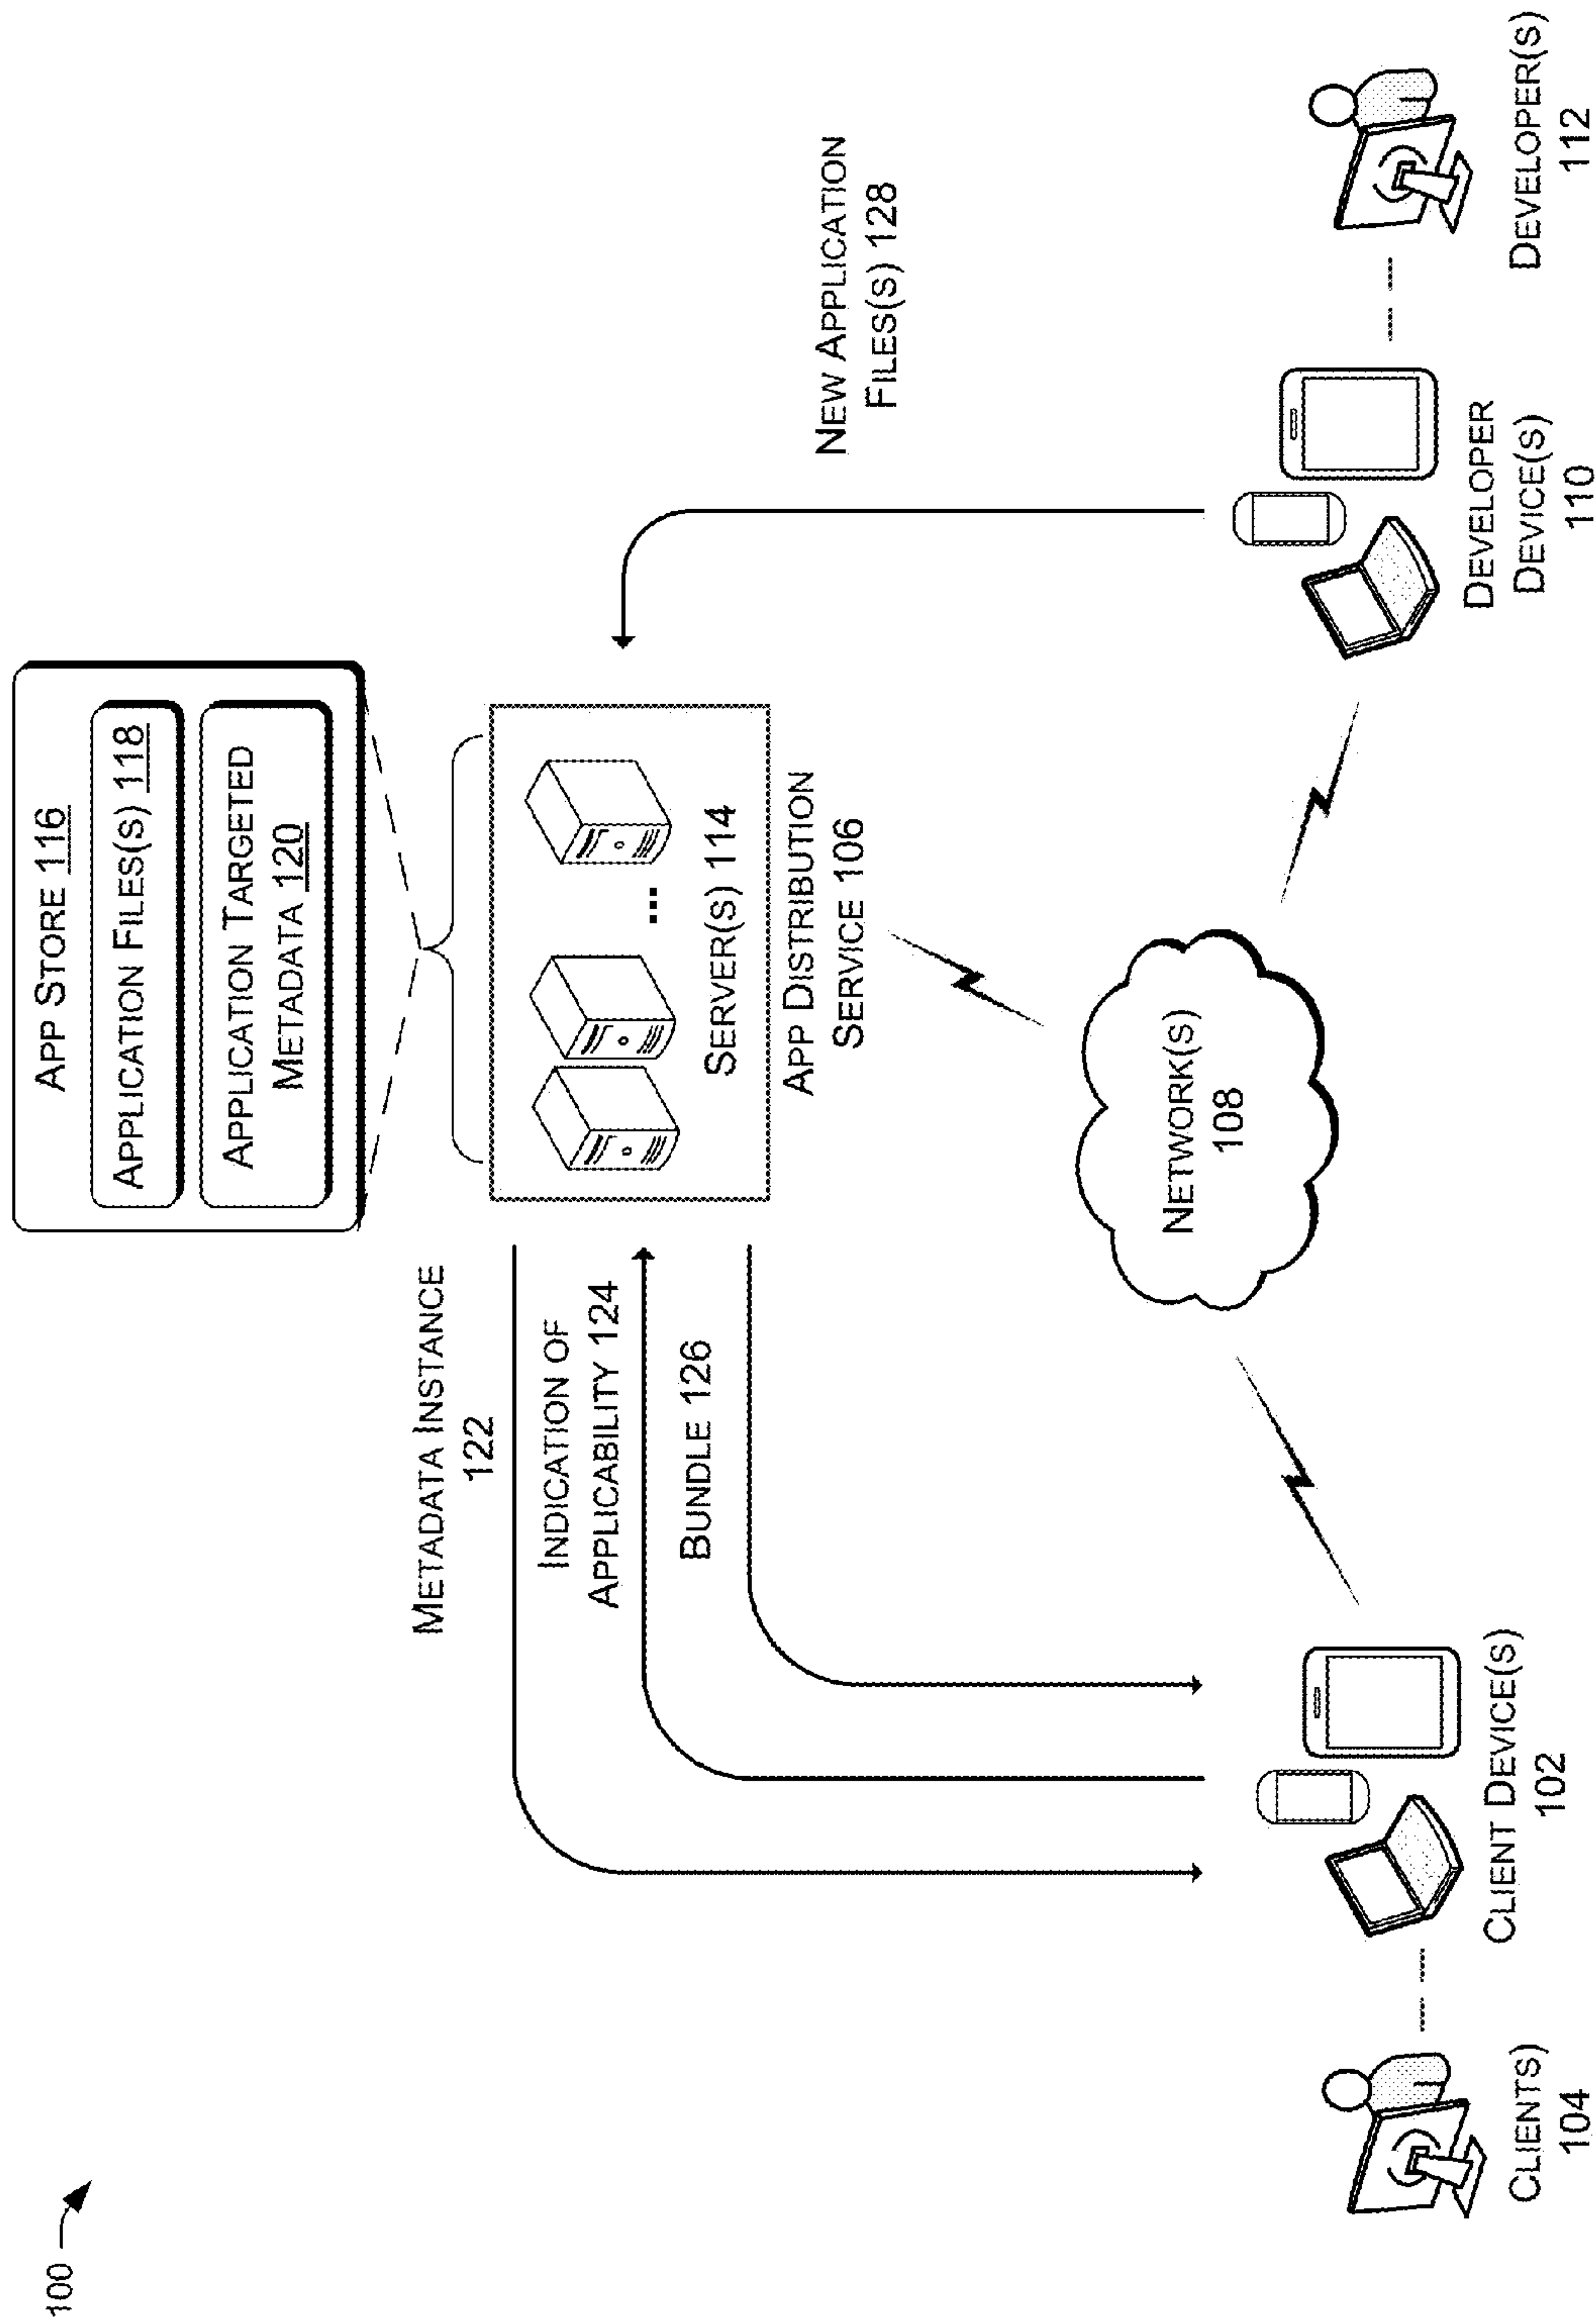 100
APP STORE 116
APPLICATION FILES(S) 118
APPLICATION TARGETED
METADATA 120
METADATA INSTANCE
122
INDICATION OF
APPLICABILITY 124
BUNDLE 126
SERVER(S) 114
...
APP DISTRIBUTION
SERVICE 106
NEW APPLICATION
FILES(S) 128
NETWORK(S)
108
CLIENTS)
104
CLIENT DEVICE(S)
102
DEVELOPER
DEVICE(S)
110
DEVELOPER(S)
112